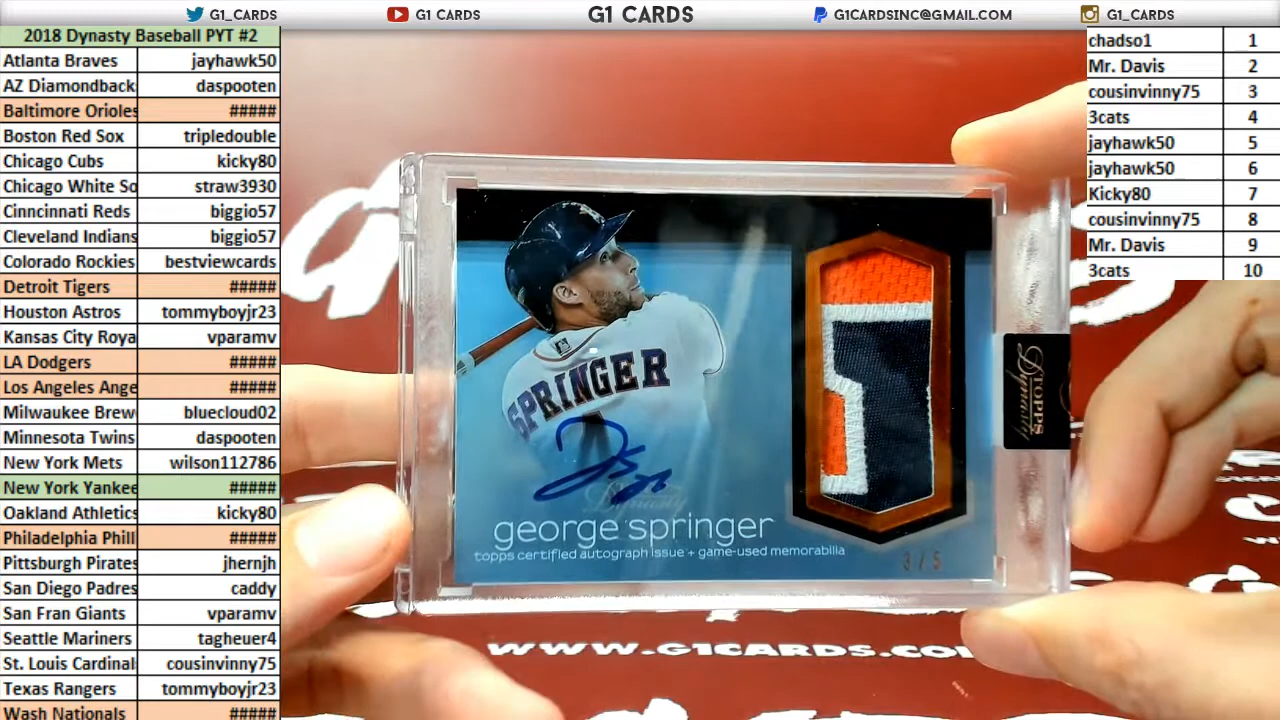 G1_CARDS
G1 CARDS
G1 CARDS
G1CARDSINC@GMAIL.COM
G1_CARDS
2018 Dynasty Baseball PYT #2
Atlanta Braves jayhawk50
AZ Diamondback daspooten
Baltimore Orioles #####
Boston Red Sox tripledouble
Chicago Cubs kicky80
Chicago White So straw3930
Cinncinnati Reds biggio57
Cleveland Indians biggio57
Colorado Rockies bestviewcards
Detroit Tigers #####
Houston Astros tommyboyjr23
Kansas City Roya vparamv
LA Dodgers #####
Los Angeles Ange #####
Milwaukee Brew bluecloud02
Minnesota Twins daspooten
New York Mets wilson112786
New York Yankee #####
Oakland Athletics kicky80
Philadelphia Phill #####
Pittsburgh Pirates jhernjh
San Diego Padres caddy
San Fran Giants vparamv
Seattle Mariners tagheuer4
St. Louis Cardinal cousinvinny75
Texas Rangers tommyboyjr23
Wash Nationals #####
chadso1 1
Mr. Davis 2
cousinvinny75 3
3cats 4
jayhawk50 5
jayhawk50 6
Kicky80 7
cousinvinny75 8
Mr. Davis 9
3cats 10
SPRINGER
Dynasty
george springer
topps certified autograph issue + game-used memorabilia
3/5
TOPPS
Dynasty
WWW.G1CARDS.CO